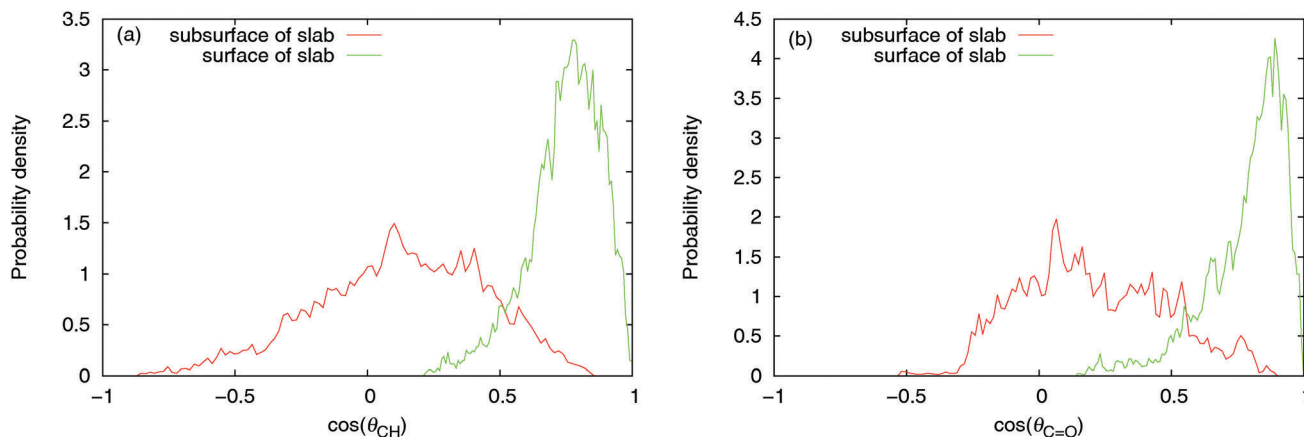 (a)
subsurface of slab
surface of slab
3.5
3
2.5
2
1.5
1
0.5
0
Probability density
−1
−0.5
0
0.5
1
cos(θCH)
(b)
subsurface of slab
surface of slab
4.5
4
3.5
3
2.5
2
1.5
1
0.5
0
Probability density
−1
−0.5
0
0.5
1
cos(θC=O)